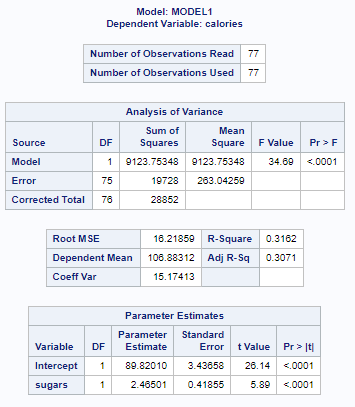 Model: MODEL1
Dependent Variable: calories
Number of Observations Read 77
Number of Observations Used 77
Analysis of Variance
Source DF Sum of Squares Mean Square F Value Pr > F
Model 1 9123.75348 9123.75348 34.69 <.0001
Error 75 19728 263.04259
Corrected Total 76 28852
Root MSE 16.21859 R-Square 0.3162
Dependent Mean 106.88312 Adj R-Sq 0.3071
Coeff Var 15.17413
Parameter Estimates
Variable DF Parameter Estimate Standard Error t Value Pr > |t|
Intercept 1 89.82010 3.43658 26.14 <.0001
sugars 1 2.46501 0.41855 5.89 <.0001